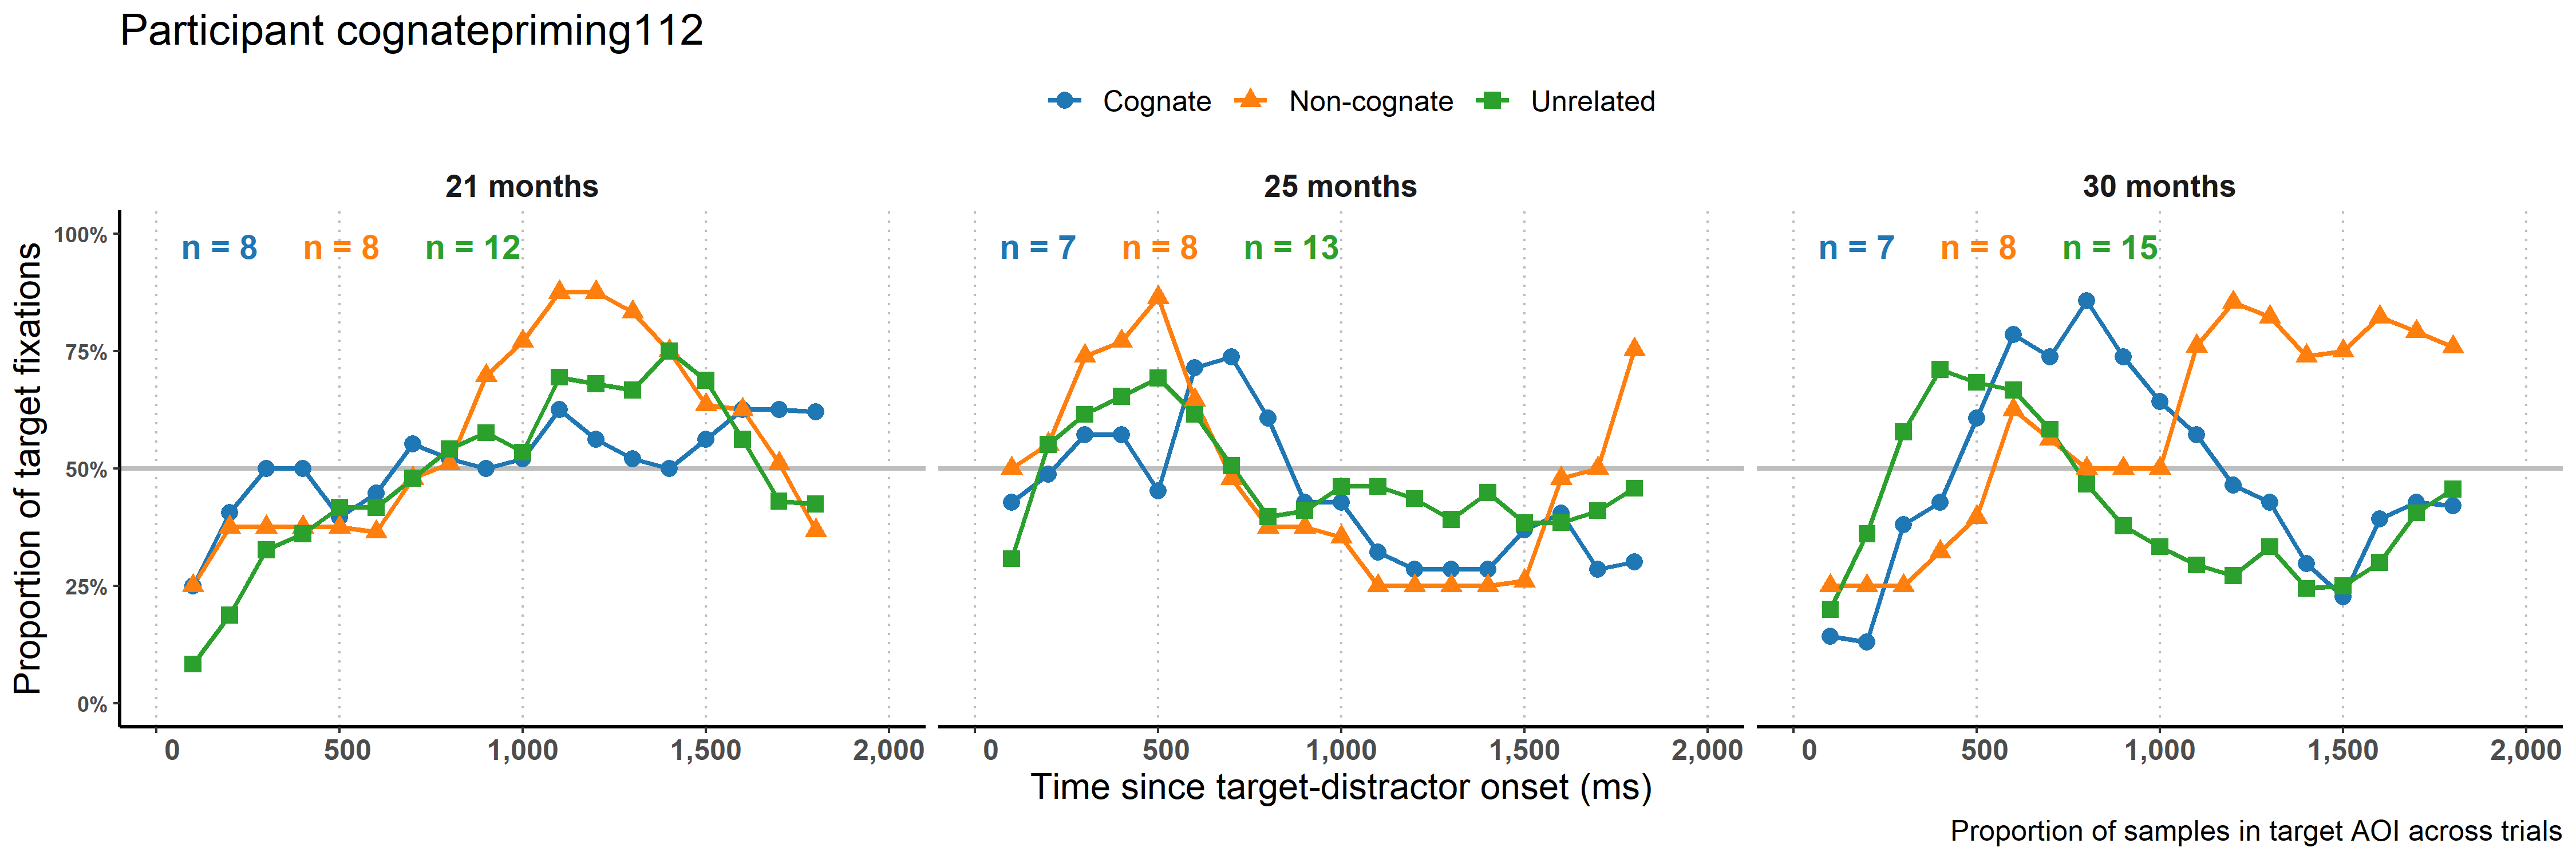 Participant cognatepriming112
Cognate Non-cognate Unrelated
21 months 25 months 30 months
n = 8 n = 8 n = 12 n = 7 n = 8 n = 13 n = 7 n = 8 n = 15
100%
75%
50%
25%
0%
Proportion of target fixations
0 500 1,000 1,500 2,000 0 500 1,000 1,500 2,000 0 500 1,000 1,500 2,000
Time since target-distractor onset (ms)
Proportion of samples in target AOI across trials